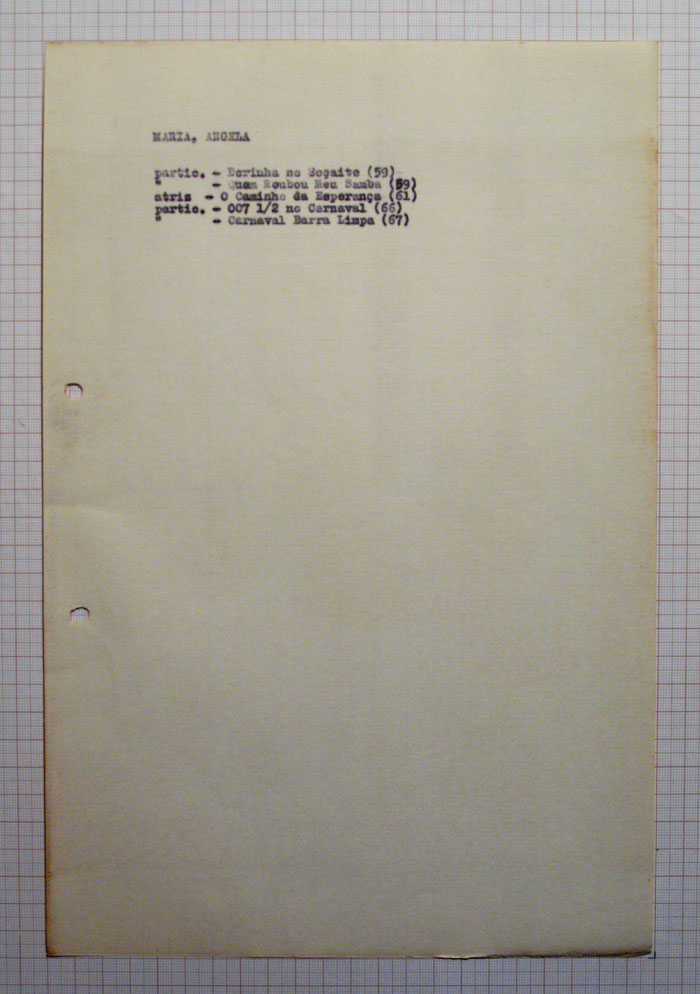 MARIA, ANGELA
partic. - Dorinha no Soçaite (59)
" - Quem Roubou Meu Samba (59)
atriz - O Caminho da Esperança (61)
partic. - 007 1/2 no Carnaval (66)
" - Carnaval Barra Limpa (67)